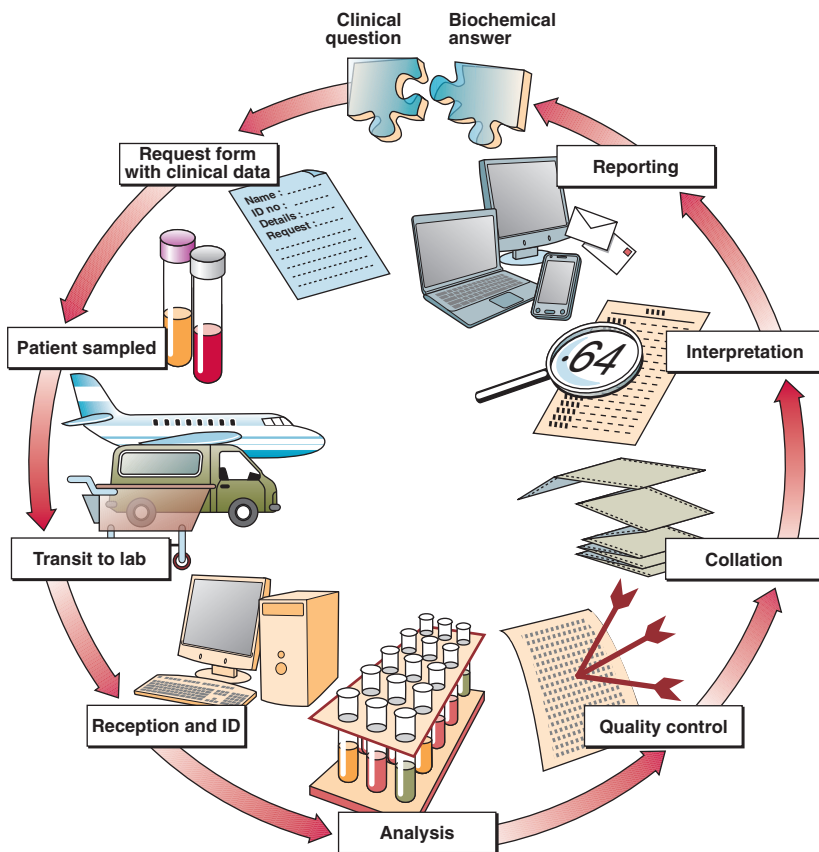 Clinical
question
Biochemical
answer
Request form
with clinical data
Name :
ID no :
Details :
Request :
Patient sampled
Transit to lab
Reception and ID
Analysis
Quality control
Collation
Interpretation
.64
Reporting